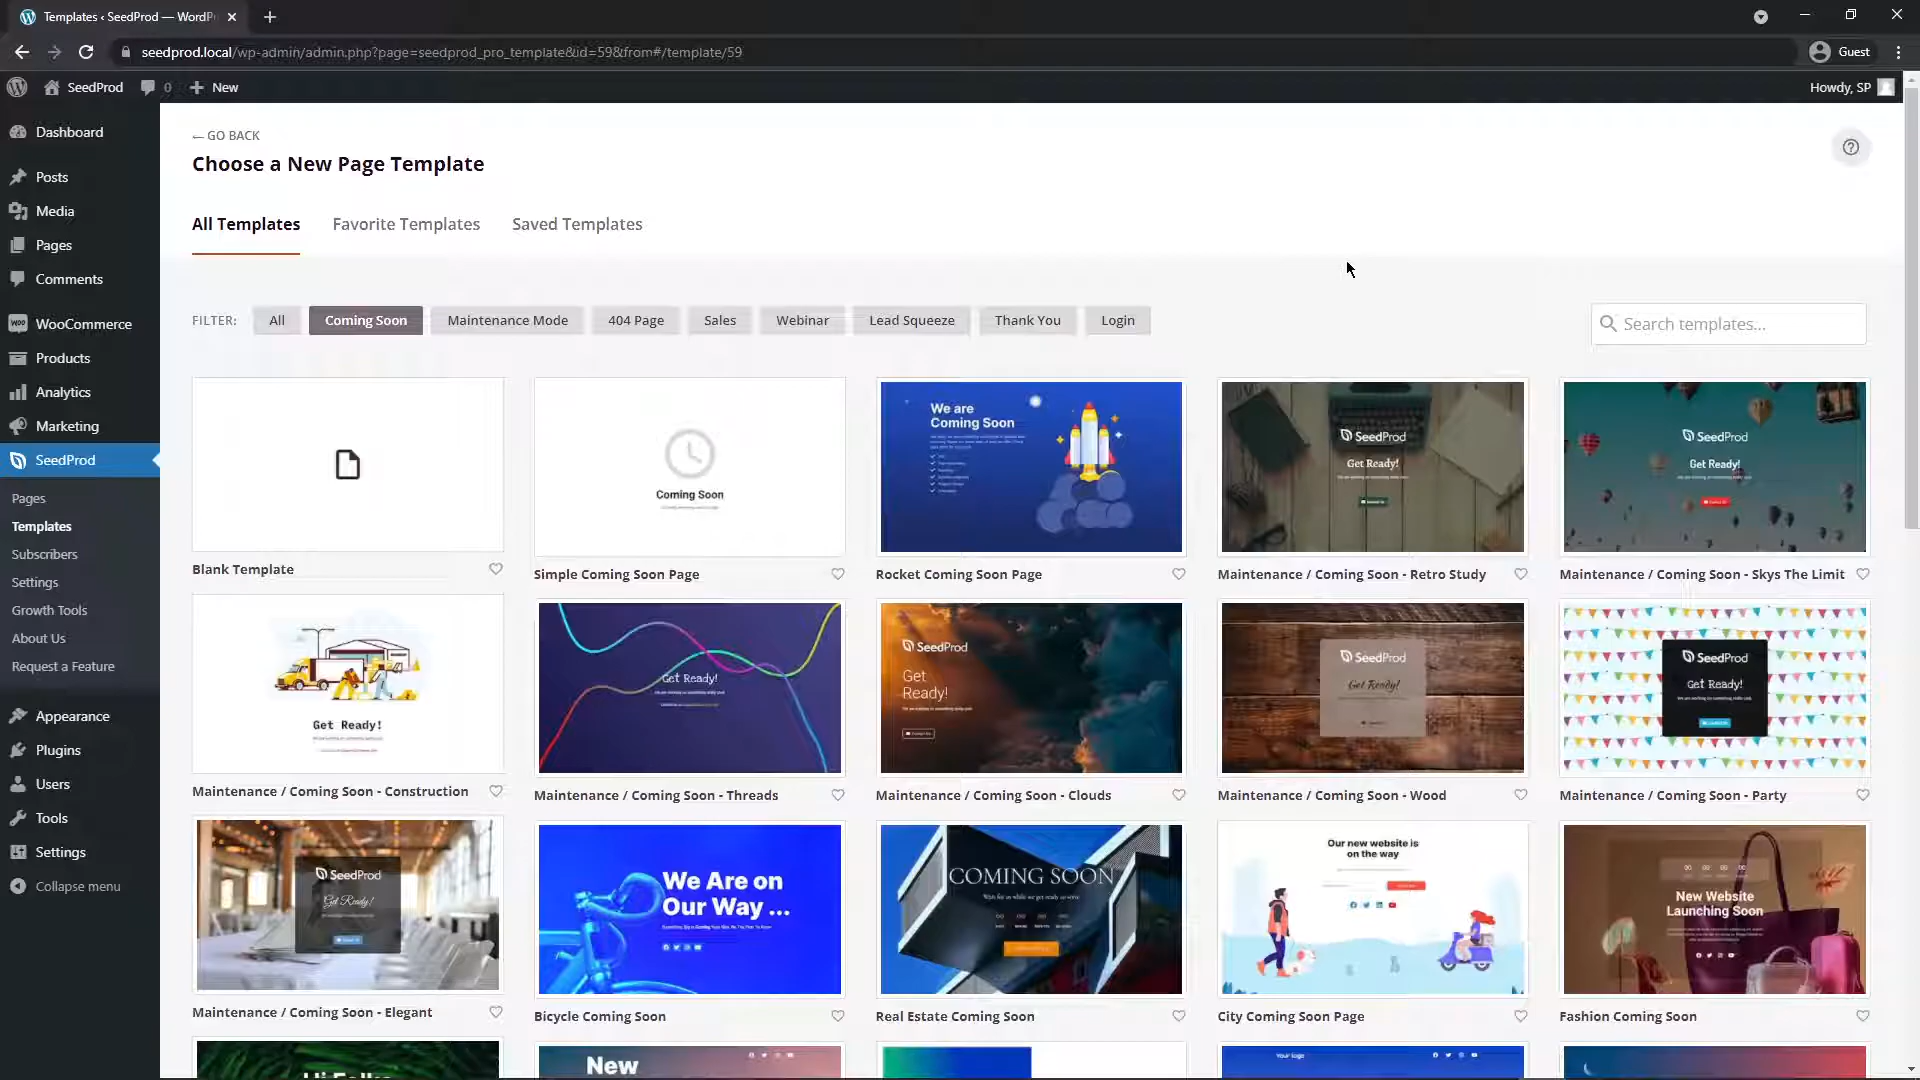 Templates ‹ SeedProd — WordP
seedprod.local/wp-admin/admin.php?page=seedprod_pro_template&id=59&from#/template/59
Guest
SeedProd
0
New
Howdy, SP
Dashboard
Posts
Media
Pages
Comments
WooCommerce
Products
Analytics
Marketing
SeedProd
Pages
Templates
Subscribers
Settings
Growth Tools
About Us
Request a Feature
Appearance
Plugins
Users
Tools
Settings
Collapse menu
← GO BACK
Choose a New Page Template
All Templates
Favorite Templates
Saved Templates
FILTER:
All
Coming Soon
Maintenance Mode
404 Page
Sales
Webinar
Lead Squeeze
Thank You
Login
Search templates...
Coming Soon
We are
Coming Soon
SeedProd
Get Ready!
SeedProd
Get Ready!
Blank Template
Simple Coming Soon Page
Rocket Coming Soon Page
Maintenance / Coming Soon - Retro Study
Maintenance / Coming Soon - Skys The Limit
Get Ready!
Get Ready!
SeedProd
Get
Ready!
SeedProd
Get Ready!
SeedProd
Get Ready!
Maintenance / Coming Soon - Construction
Maintenance / Coming Soon - Threads
Maintenance / Coming Soon - Clouds
Maintenance / Coming Soon - Wood
Maintenance / Coming Soon - Party
SeedProd
Get Ready!
We Are on
Our Way ...
COMING SOON
Our new website is
on the way
New Website
Launching Soon
Maintenance / Coming Soon - Elegant
Bicycle Coming Soon
Real Estate Coming Soon
City Coming Soon Page
Fashion Coming Soon
Hi Folks
New
Your logo